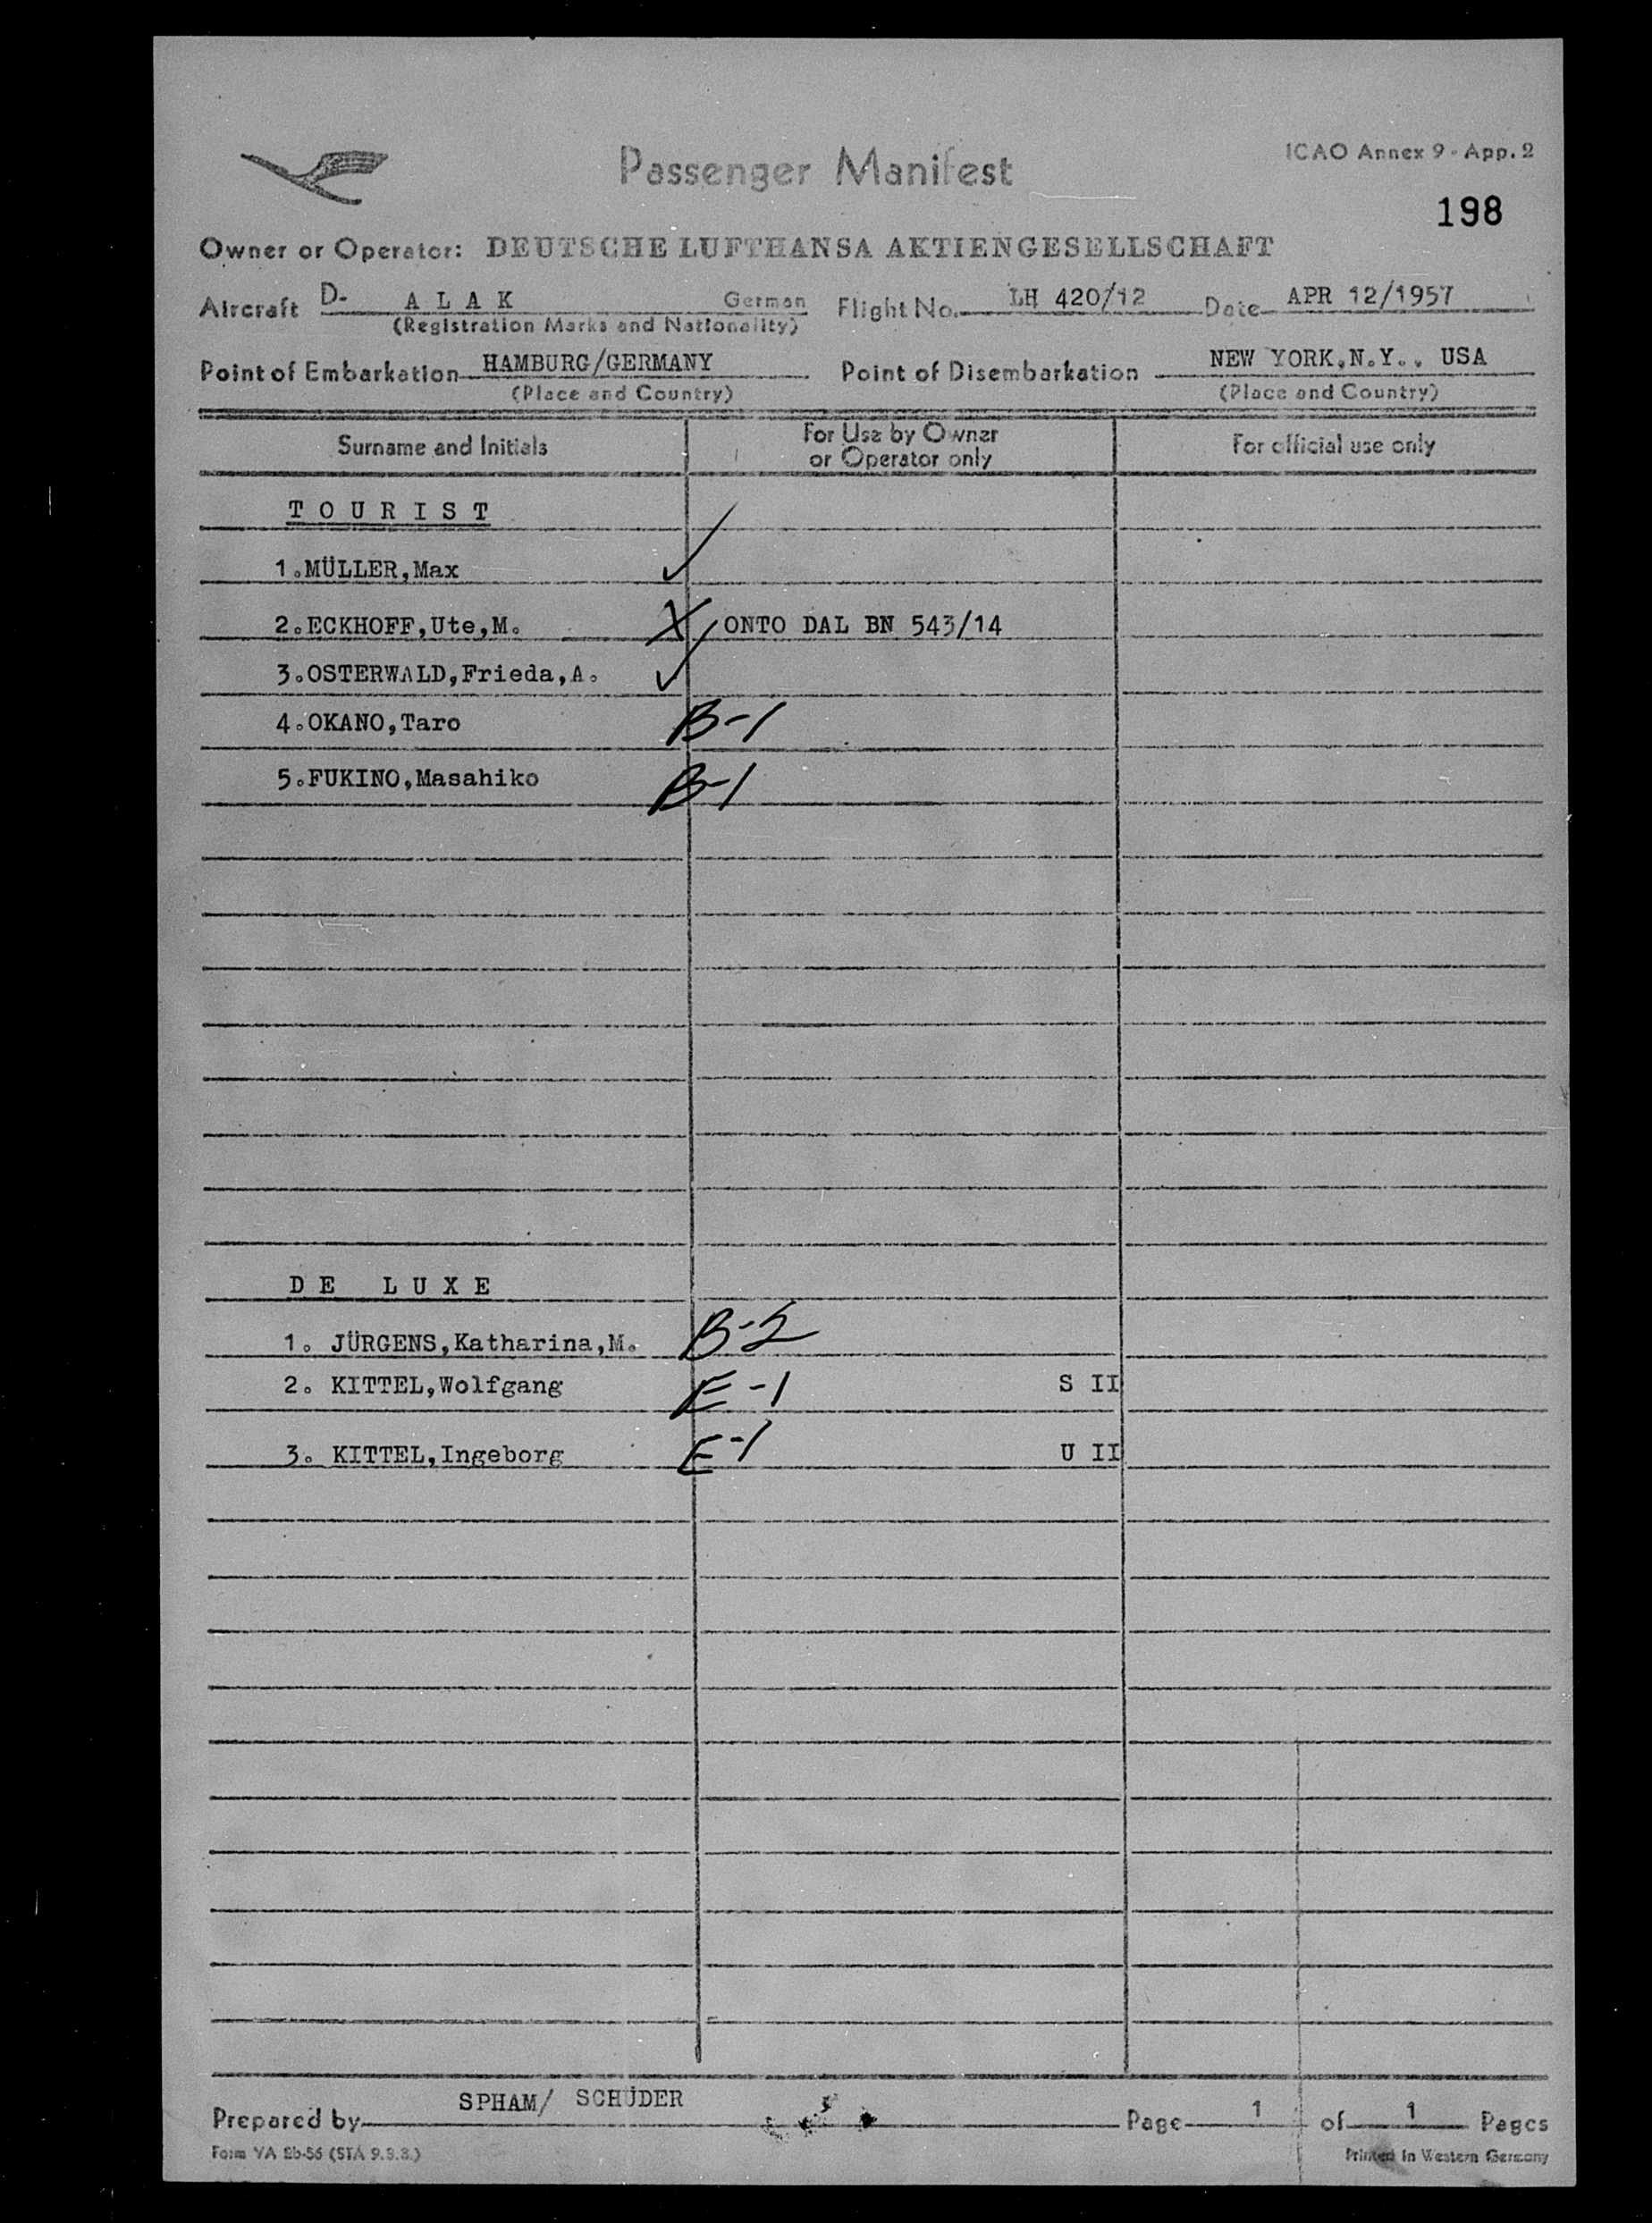 Passenger Manifest
ICAO Annex 9 - App. 2
198
Owner or Operator: DEUTSCHE LUFTHANSA AKTIENGESELLSCHAFT
Aircraft D- A L A K German Flight No. LH 420/12 Date APR 12/1957
(Registration Marks and Nationality)
Point of Embarkation HAMBURG/GERMANY Point of Disembarkation NEW YORK,N.Y., USA
(Place and Country) (Place and Country)
Surname and Initials For Use by Owner or Operator only For official use only
T O U R I S T
1.MÜLLER,Max
2.ECKHOFF,Ute,M. X ONTO DAL BN 543/14
3.OSTERWALD,Frieda,A.
4.OKANO,Taro B-1
5.FUKINO,Masahiko B-1
D E L U X E
1. JÜRGENS,Katharina,M. B-2
2. KITTEL,Wolfgang E-1 S II
3. KITTEL,Ingeborg E-1 U II
Prepared by SPHAM/ SCHÜDER Page 1 of 1 Pages
Printed in Western Germany